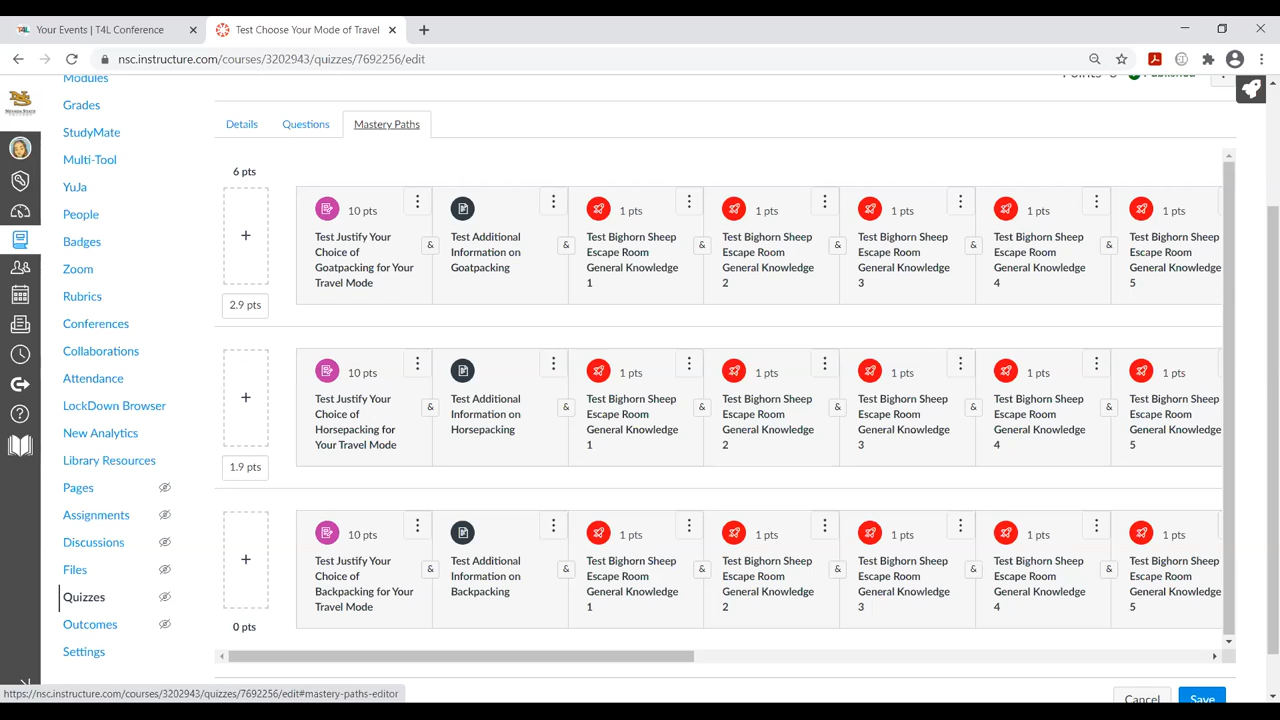 Your Events | T4L Conference
Test Choose Your Mode of Travel
nsc.instructure.com/courses/3202943/quizzes/7692256/edit
Modules
Grades
StudyMate
Multi-Tool
YuJa
People
Badges
Zoom
Rubrics
Conferences
Collaborations
Attendance
LockDown Browser
New Analytics
Library Resources
Pages
Assignments
Discussions
Files
Quizzes
Outcomes
Settings
Points
Published
Details
Questions
Mastery Paths
6 pts
+
2.9 pts
10 pts
Test Justify Your
Choice of
Goatpacking for Your
Travel Mode
&
Test Additional
Information on
Goatpacking
&
1 pts
Test Bighorn Sheep
Escape Room
General Knowledge
1
&
1 pts
Test Bighorn Sheep
Escape Room
General Knowledge
2
&
1 pts
Test Bighorn Sheep
Escape Room
General Knowledge
3
&
1 pts
Test Bighorn Sheep
Escape Room
General Knowledge
4
&
1 pts
Test Bighorn Sheep
Escape Room
General Knowledge
5
+
1.9 pts
10 pts
Test Justify Your
Choice of
Horsepacking for
Your Travel Mode
&
Test Additional
Information on
Horsepacking
&
1 pts
Test Bighorn Sheep
Escape Room
General Knowledge
1
&
1 pts
Test Bighorn Sheep
Escape Room
General Knowledge
2
&
1 pts
Test Bighorn Sheep
Escape Room
General Knowledge
3
&
1 pts
Test Bighorn Sheep
Escape Room
General Knowledge
4
&
1 pts
Test Bighorn Sheep
Escape Room
General Knowledge
5
+
0 pts
10 pts
Test Justify Your
Choice of
Backpacking for Your
Travel Mode
&
Test Additional
Information on
Backpacking
&
1 pts
Test Bighorn Sheep
Escape Room
General Knowledge
1
&
1 pts
Test Bighorn Sheep
Escape Room
General Knowledge
2
&
1 pts
Test Bighorn Sheep
Escape Room
General Knowledge
3
&
1 pts
Test Bighorn Sheep
Escape Room
General Knowledge
4
&
1 pts
Test Bighorn Sheep
Escape Room
General Knowledge
5
Cancel
Save
https://nsc.instructure.com/courses/3202943/quizzes/7692256/edit#mastery-paths-editor